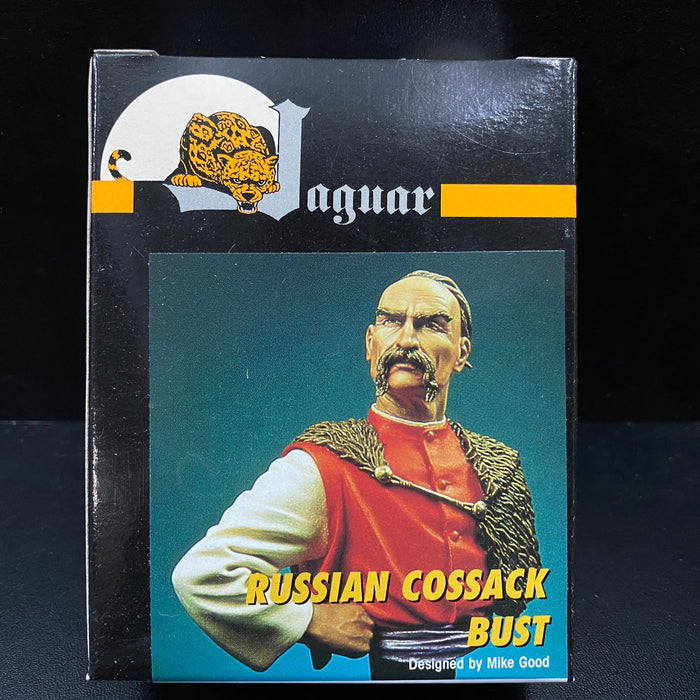 Jaguar
RUSSIAN COSSACK
BUST
Designed by Mike Good